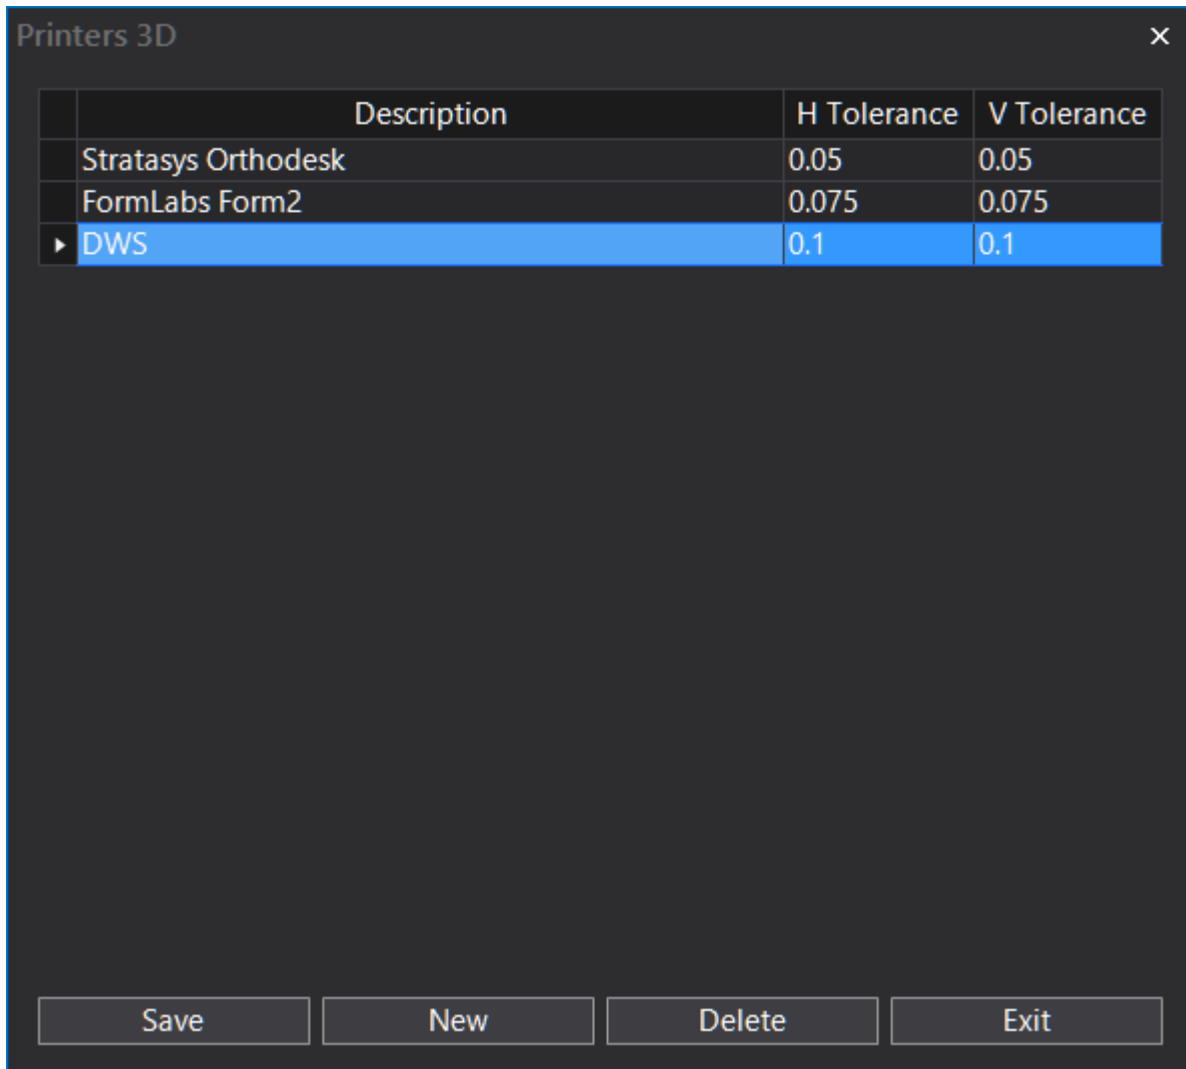 Printers 3D
Description H Tolerance V Tolerance
Stratasys Orthodesk 0.05 0.05
FormLabs Form2 0.075 0.075
DWS 0.1 0.1
Save New Delete Exit